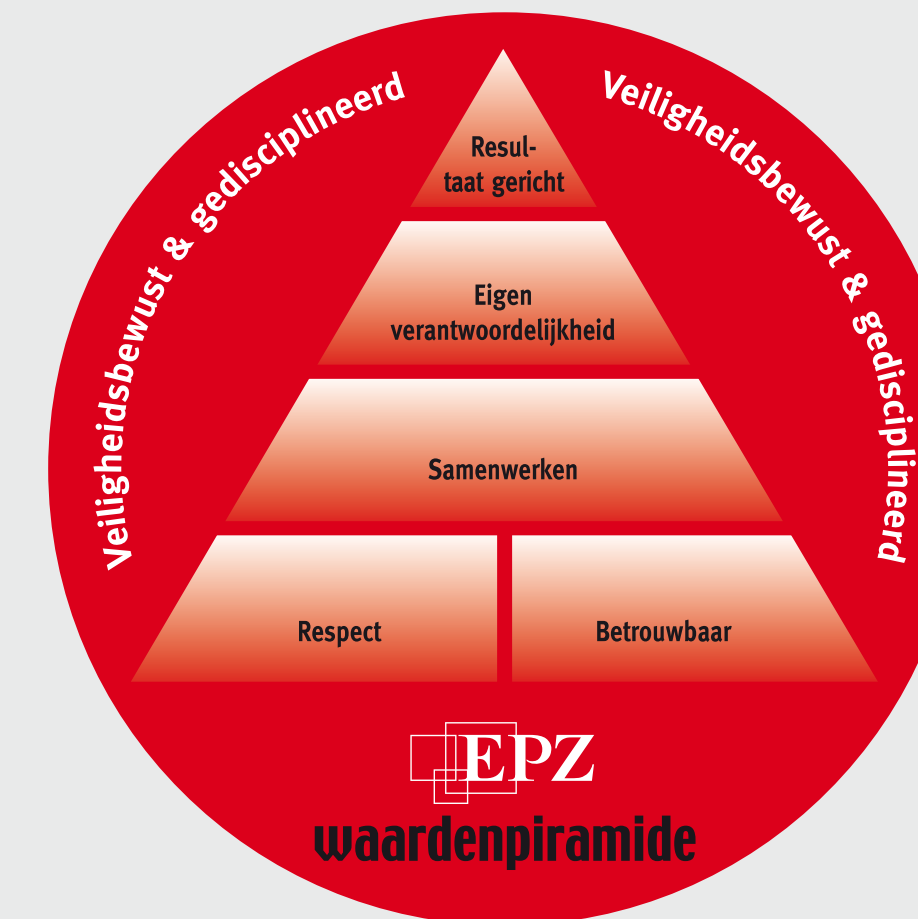 Veiligheidsbewust & gedisciplineerd
Veiligheidsbewust & gedisciplineerd
Resul-
taat gericht
Eigen
verantwoordelijkheid
Samenwerken
Respect
Betrouwbaar
EPZ
waardenpiramide